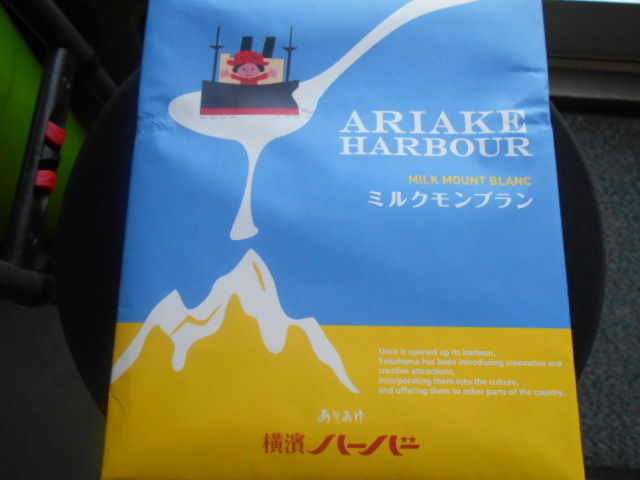 ARIAKE
HARBOUR
MILK MOUNT BLANC
ミルクモンブラン
Since it opened up its harbour,
Yokohama has been introducing innovative and
creative attractions,
incorporating them into the culture,
and offering them to other parts of the country.
ありあけ
横濱ハーバー